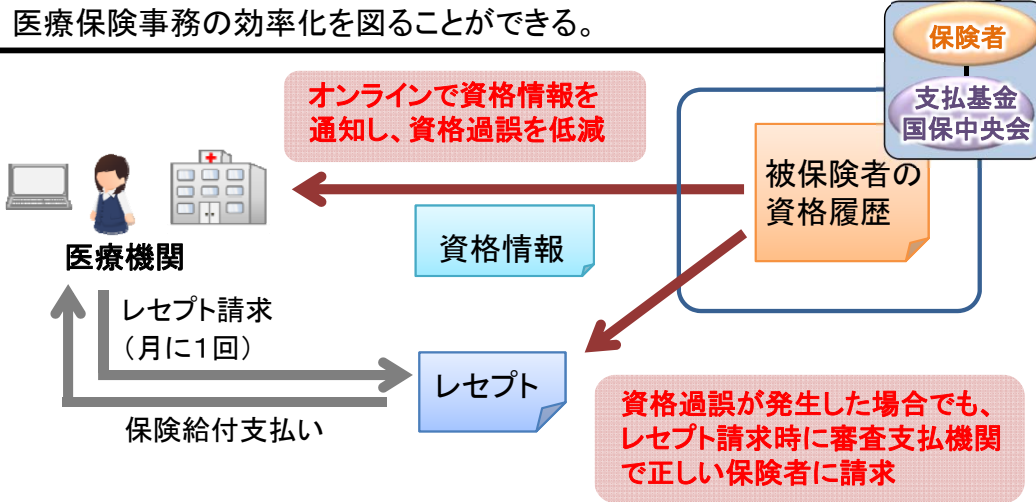 医療保険事務の効率化を図ることができる。
保険者
支払基金
国保中央会
オンラインで資格情報を
通知し、資格過誤を低減
被保険者の
資格履歴
資格情報
医療機関
レセプト請求
（月に１回）
レセプト
保険給付支払い
資格過誤が発生した場合でも、
レセプト請求時に審査支払機関
で正しい保険者に請求